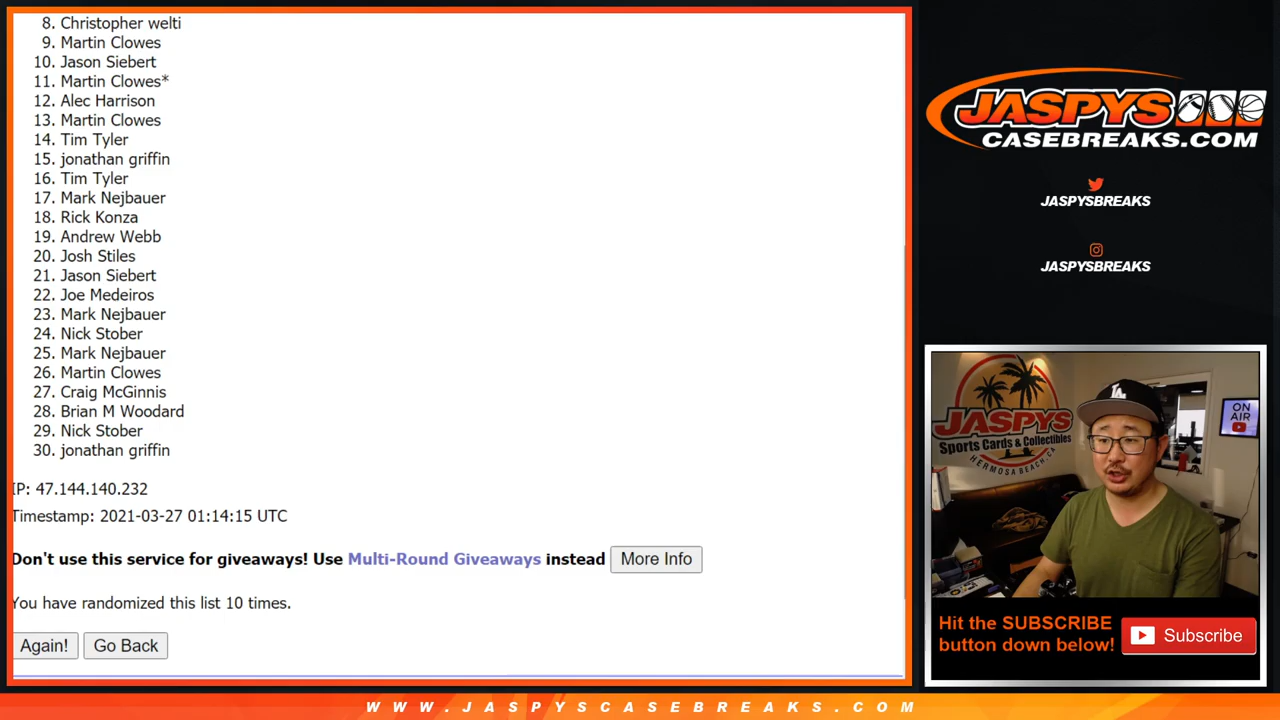 8. Christopher welti
9. Martin Clowes
10. Jason Siebert
11. Martin Clowes*
12. Alec Harrison
13. Martin Clowes
14. Tim Tyler
15. jonathan griffin
16. Tim Tyler
17. Mark Nejbauer
18. Rick Konza
19. Andrew Webb
20. Josh Stiles
21. Jason Siebert
22. Joe Medeiros
23. Mark Nejbauer
24. Nick Stober
25. Mark Nejbauer
26. Martin Clowes
27. Craig McGinnis
28. Brian M Woodard
29. Nick Stober
30. jonathan griffin
IP: 47.144.140.232
Timestamp: 2021-03-27 01:14:15 UTC
Don't use this service for giveaways! Use Multi-Round Giveaways instead More Info
You have randomized this list 10 times.
Again! Go Back
JASPYS
CASEBREAKS.COM
JASPYSBREAKS
JASPYSBREAKS
JASPYS
Sports Cards & Collectibles
HERMOSA BEACH, CA
LA
ON
AIR
Hit the SUBSCRIBE
button down below!
Subscribe
WWW.JASPYSCASEBREAKS.COM